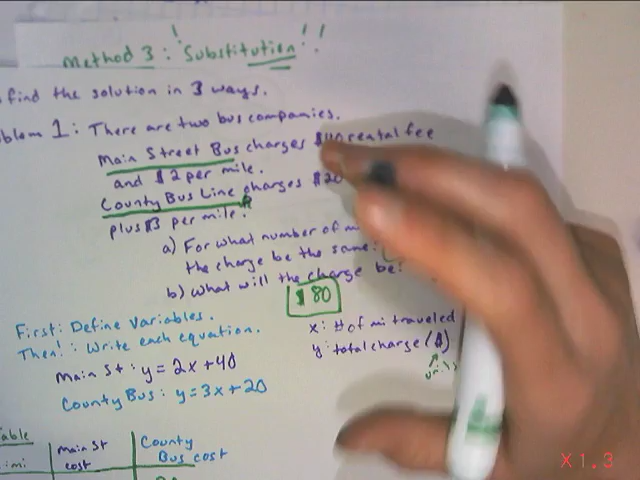 Method 3: Substitution!!
find the solution in 3 ways.
blem 1: There are two bus companies.
Main Street Bus charges $40 rental fee
and $2 per mile.
County Bus Line charges $20
plus $3 per mile.
a) For what number of m
the charge be the same?
b) What will the charge be?
$80
First: Define Variables.
Then!: Write each equation.
x: # of mi traveled
y: total charge ($)
Main St: y = 2x+40
County Bus: y = 3x+20
able
: mi
main St
cost
County
Bus cost
X1.3